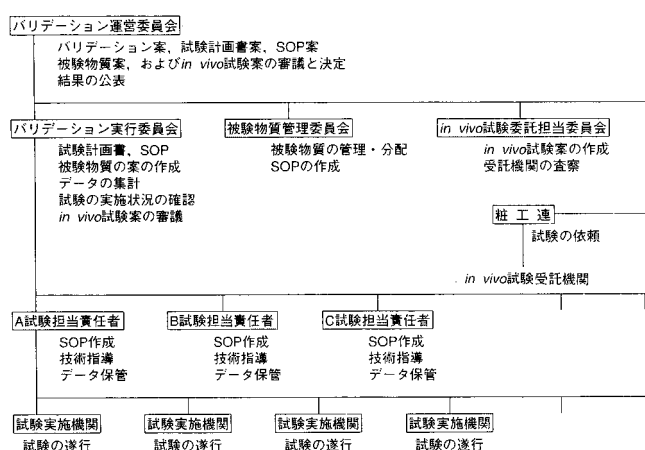 バリデーション運営委員会
バリデーション案、試験計画書案、SOP案
被験物質案、およびin vivo試験案の審議と決定
結果の公表
バリデーション実行委員会
試験計画書、SOP
被験物質の案の作成
データの集計
試験の実施状況の確認
in vivo試験案の審議
被験物質管理委員会
被験物質の管理・分配
SOPの作成
in vivo試験委託担当委員会
in vivo試験案の作成
受託機関の査察
粧工連
試験の依頼
in vivo試験受託機関
A試験担当責任者
SOP作成
技術指導
データ保管
B試験担当責任者
SOP作成
技術指導
データ保管
C試験担当責任者
SOP作成
技術指導
データ保管
試験実施機関
試験の遂行
試験実施機関
試験の遂行
試験実施機関
試験の遂行
試験実施機関
試験の遂行